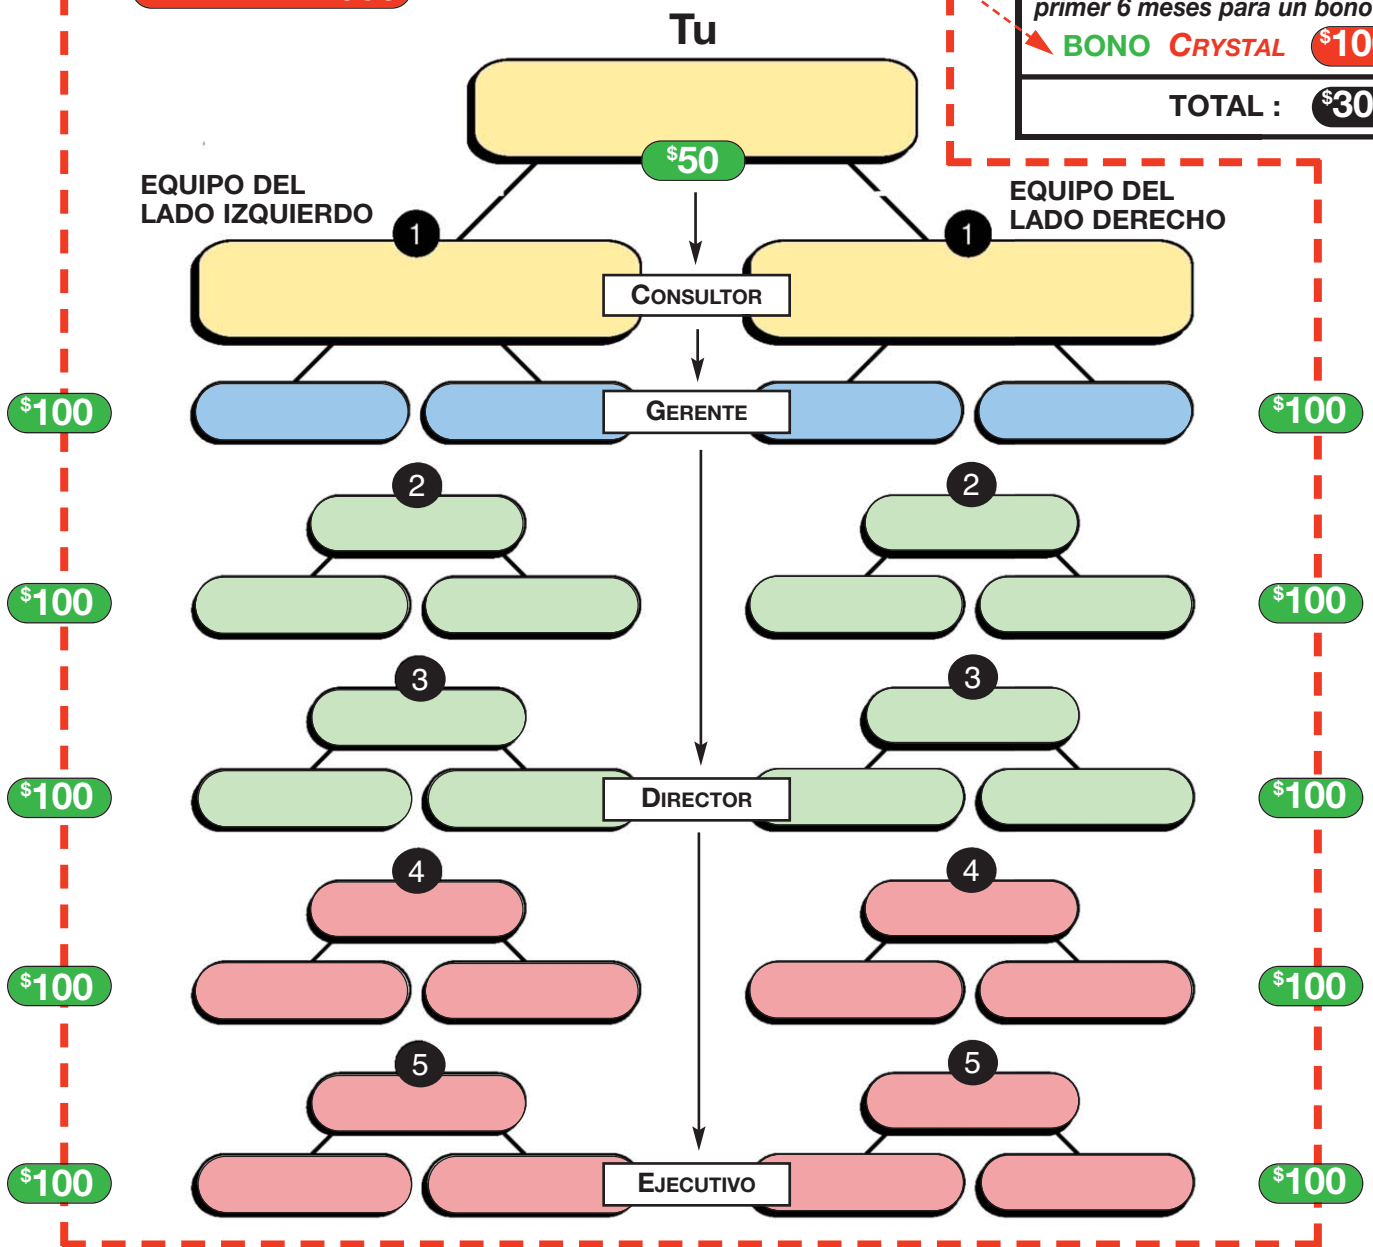 primer 6 meses para un bono
Tu
BONO CRYSTAL
TOTAL :
$50
EQUIPO DEL
LADO IZQUIERDO
EQUIPO DEL
LADO DERECHO
1
1
CONSULTOR
$100
GERENTE
$100
2
2
$100
$100
3
3
$100
DIRECTOR
$100
4
4
$100
$100
5
5
$100
EJECUTIVO
$100